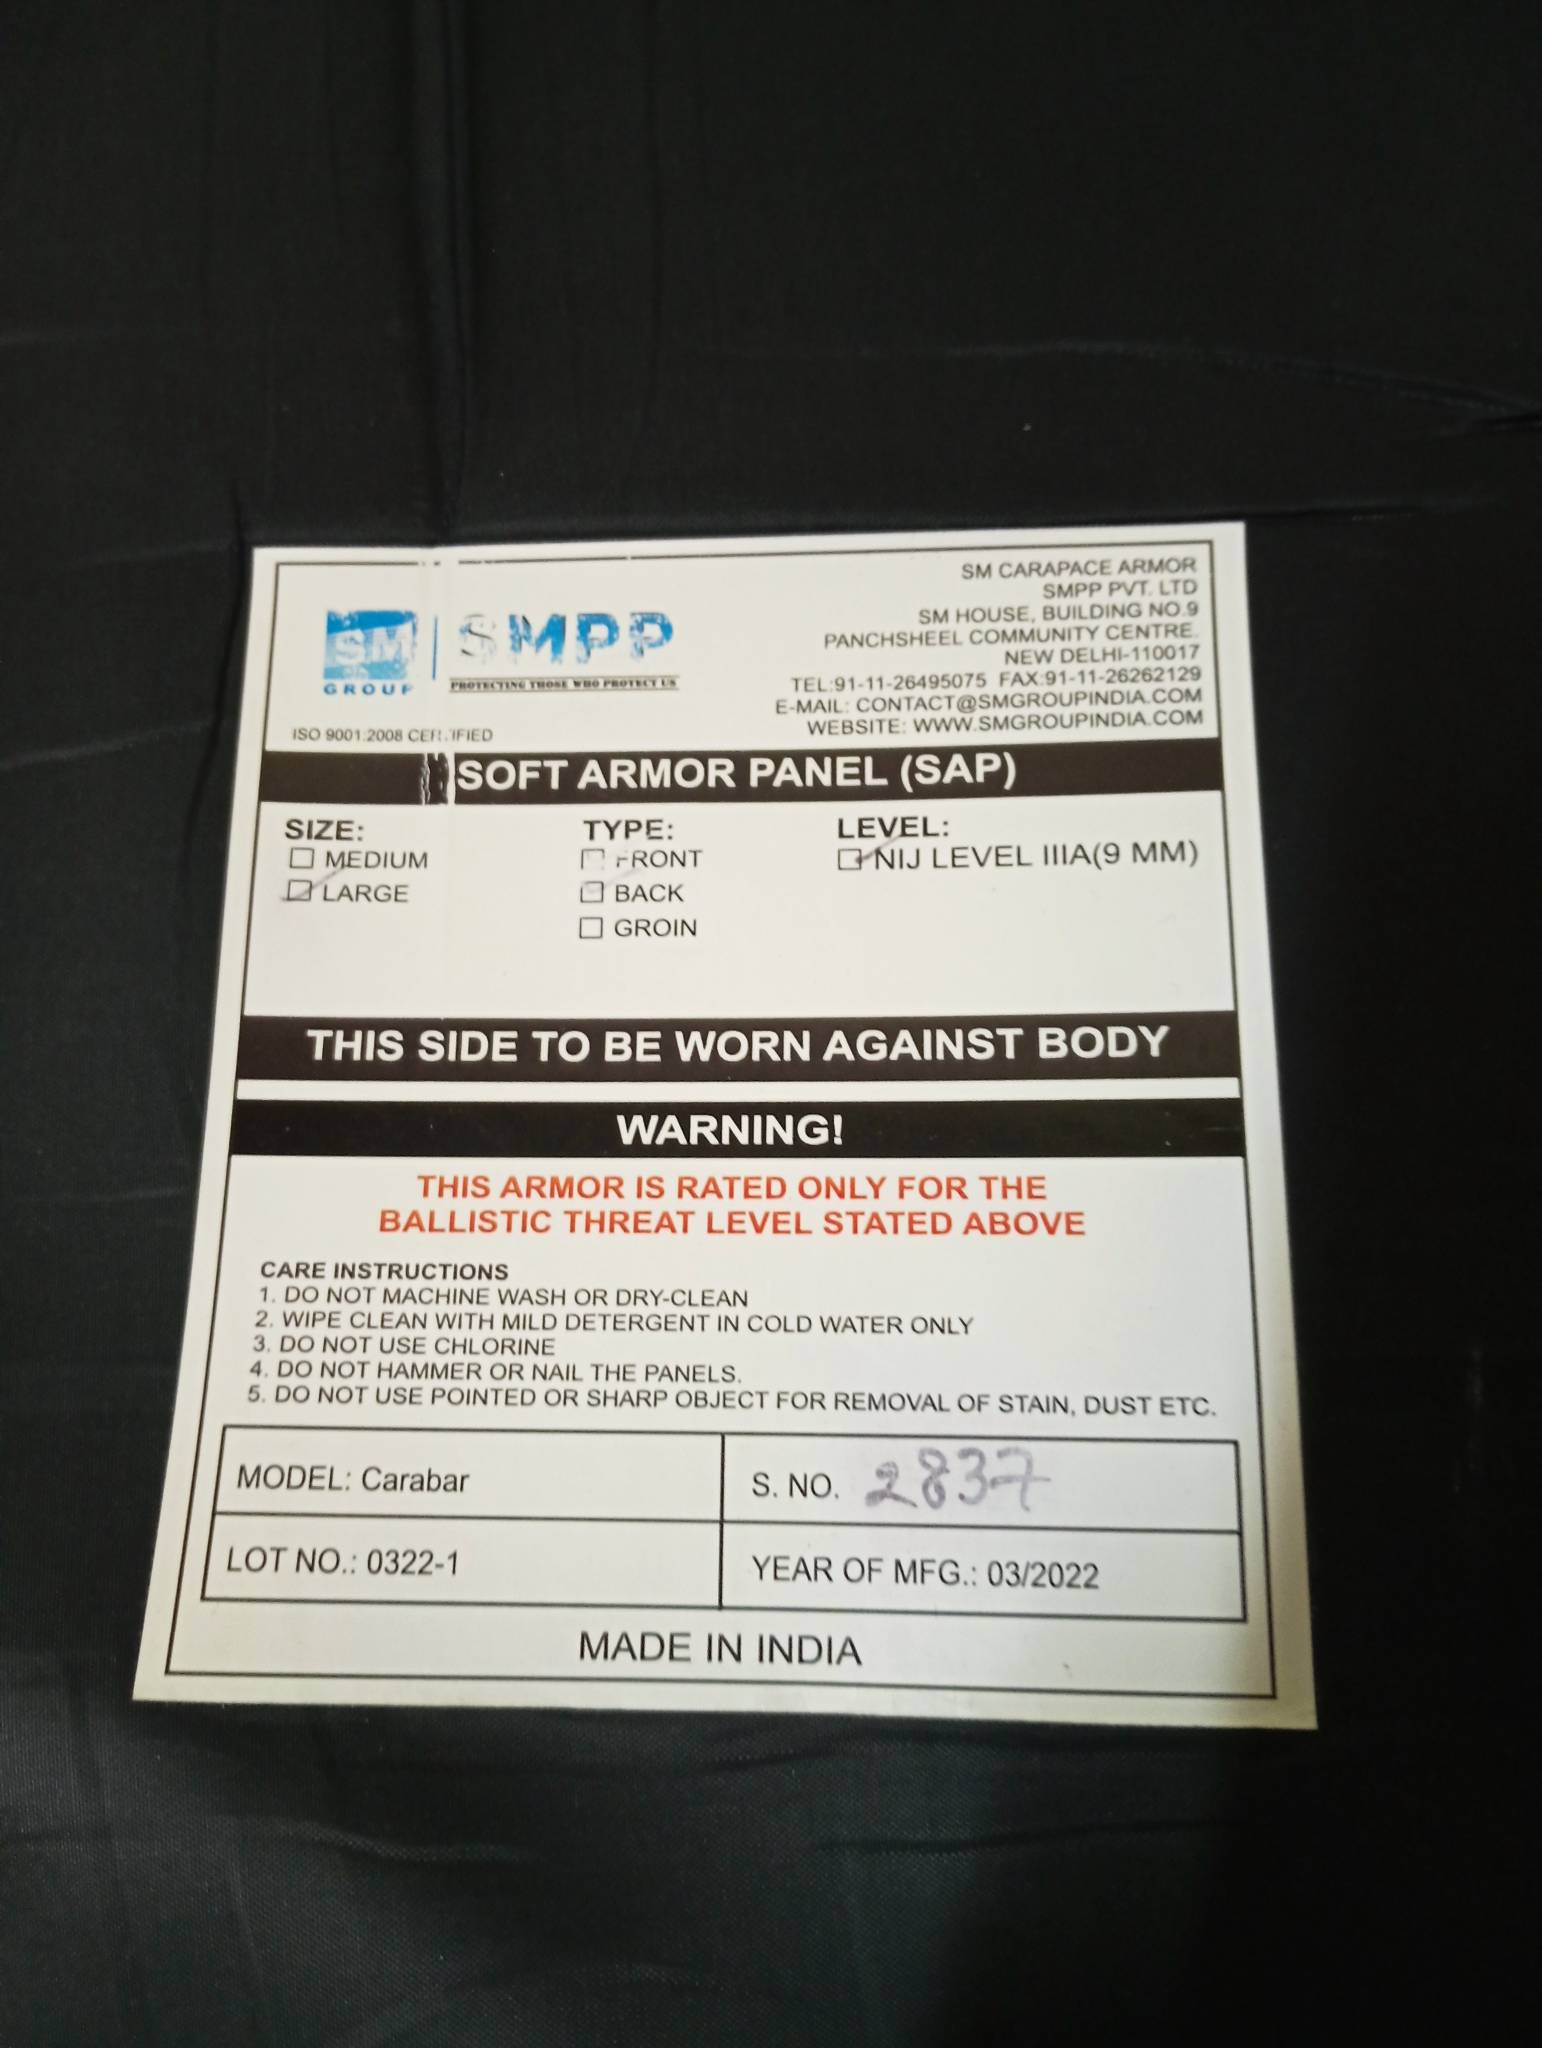 SM
GROUP
SMPP
PROTECTING THOSE WHO PROTECT US
ISO 9001:2008 CERTIFIED
SM CARAPACE ARMOR
SMPP PVT. LTD
SM HOUSE, BUILDING NO.9
PANCHSHEEL COMMUNITY CENTRE.
NEW DELHI-110017
TEL:91-11-26495075 FAX:91-11-26262129
E-MAIL: CONTACT@SMGROUPINDIA.COM
WEBSITE: WWW.SMGROUPINDIA.COM
SOFT ARMOR PANEL (SAP)
SIZE:
MEDIUM
LARGE
TYPE:
FRONT
BACK
GROIN
LEVEL:
NIJ LEVEL IIIA(9 MM)
THIS SIDE TO BE WORN AGAINST BODY
WARNING!
THIS ARMOR IS RATED ONLY FOR THE
BALLISTIC THREAT LEVEL STATED ABOVE
CARE INSTRUCTIONS
1. DO NOT MACHINE WASH OR DRY-CLEAN
2. WIPE CLEAN WITH MILD DETERGENT IN COLD WATER ONLY
3. DO NOT USE CHLORINE
4. DO NOT HAMMER OR NAIL THE PANELS.
5. DO NOT USE POINTED OR SHARP OBJECT FOR REMOVAL OF STAIN, DUST ETC.
MODEL: Carabar
S. NO. 2837
LOT NO.: 0322-1
YEAR OF MFG.: 03/2022
MADE IN INDIA